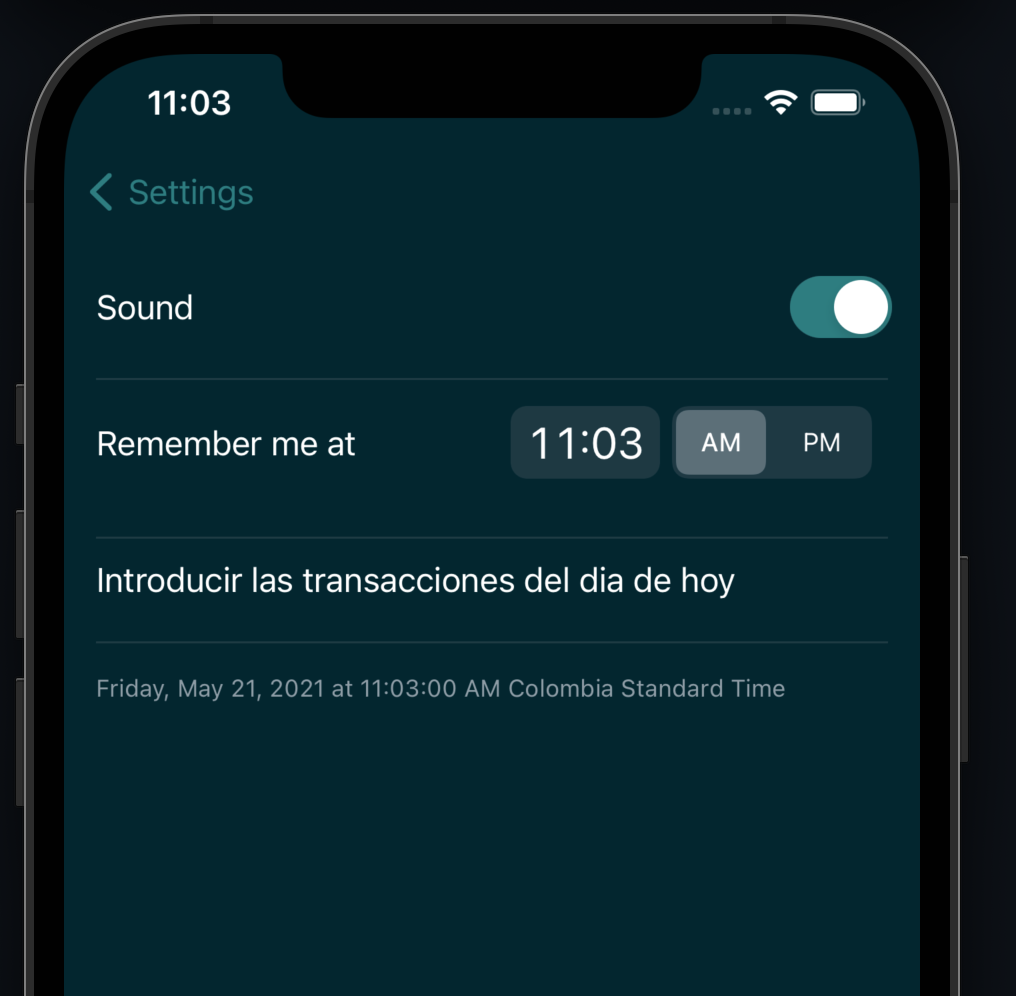 11:03
Settings
Sound
Remember me at 11:03 AM PM
Introducir las transacciones del dia de hoy
Friday, May 21, 2021 at 11:03:00 AM Colombia Standard Time